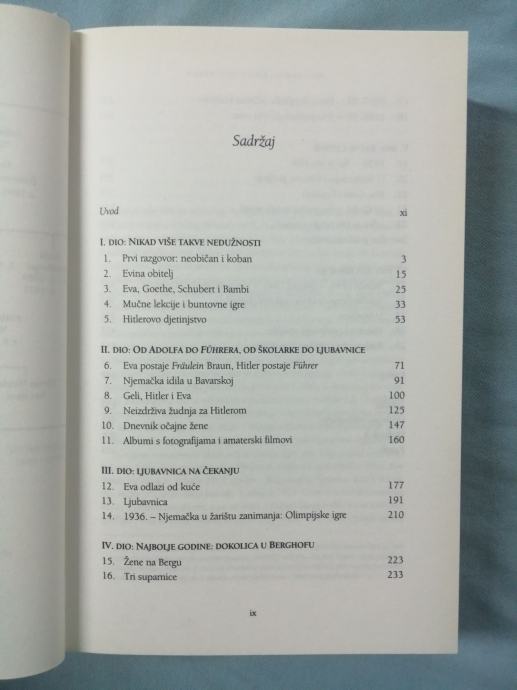 Sadržaj
Uvod xi
I. DIO: NIKAD VIŠE TAKVE NEDUŽNOSTI
1. Prvi razgovor: neobičan i koban 3
2. Evina obitelj 15
3. Eva, Goethe, Schubert i Bambi 25
4. Mučne lekcije i buntovne igre 33
5. Hitlerovo djetinjstvo 53
II. DIO: OD ADOLFA DO FÜHRERA, OD ŠKOLARKE DO LJUBAVNICE
6. Eva postaje Fräulein Braun, Hitler postaje Führer 71
7. Njemačka idila u Bavarskoj 91
8. Geli, Hitler i Eva 100
9. Neizdrživa žudnja za Hitlerom 125
10. Dnevnik očajne žene 147
11. Albumi s fotografijama i amaterski filmovi 160
III. DIO: LJUBAVNICA NA ČEKANJU
12. Eva odlazi od kuće 177
13. Ljubavnica 191
14. 1936. – Njemačka u žarištu zanimanja: Olimpijske igre 210
IV. DIO: NAJBOLJE GODINE: DOKOLICA U BERGHOFU
15. Žene na Bergu 223
16. Tri suparnice 233
ix